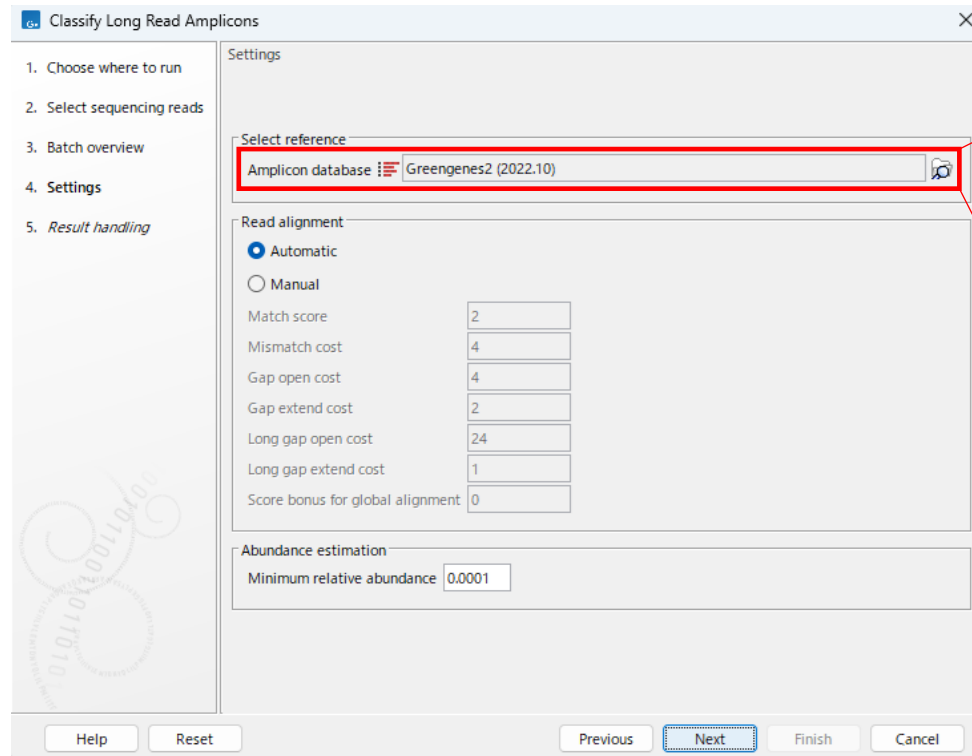 G. Classify Long Read Amplicons
1. Choose where to run
2. Select sequencing reads
3. Batch overview
4. Settings
5. Result handling
Settings
Select reference
Amplicon database Greengenes2 (2022.10)
Read alignment
Automatic
Manual
Match score 2
Mismatch cost 4
Gap open cost 4
Gap extend cost 2
Long gap open cost 24
Long gap extend cost 1
Score bonus for global alignment 0
Abundance estimation
Minimum relative abundance 0.0001
Help Reset Previous Next Finish Cancel